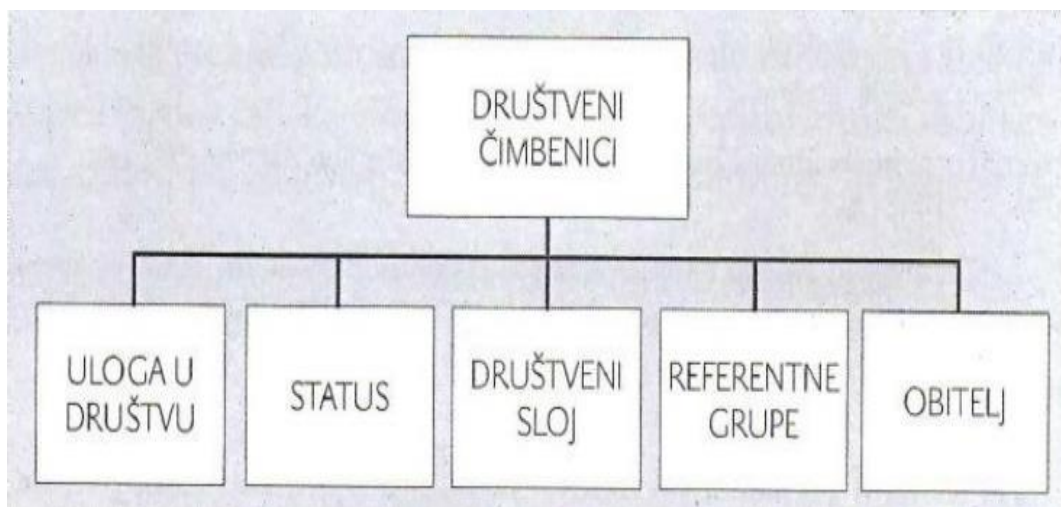 DRUŠTVENI
ČIMBENICI
ULOGA U
DRUŠTVU
STATUS
DRUŠTVENI
SLOJ
REFERENTNE
GRUPE
OBITELJ